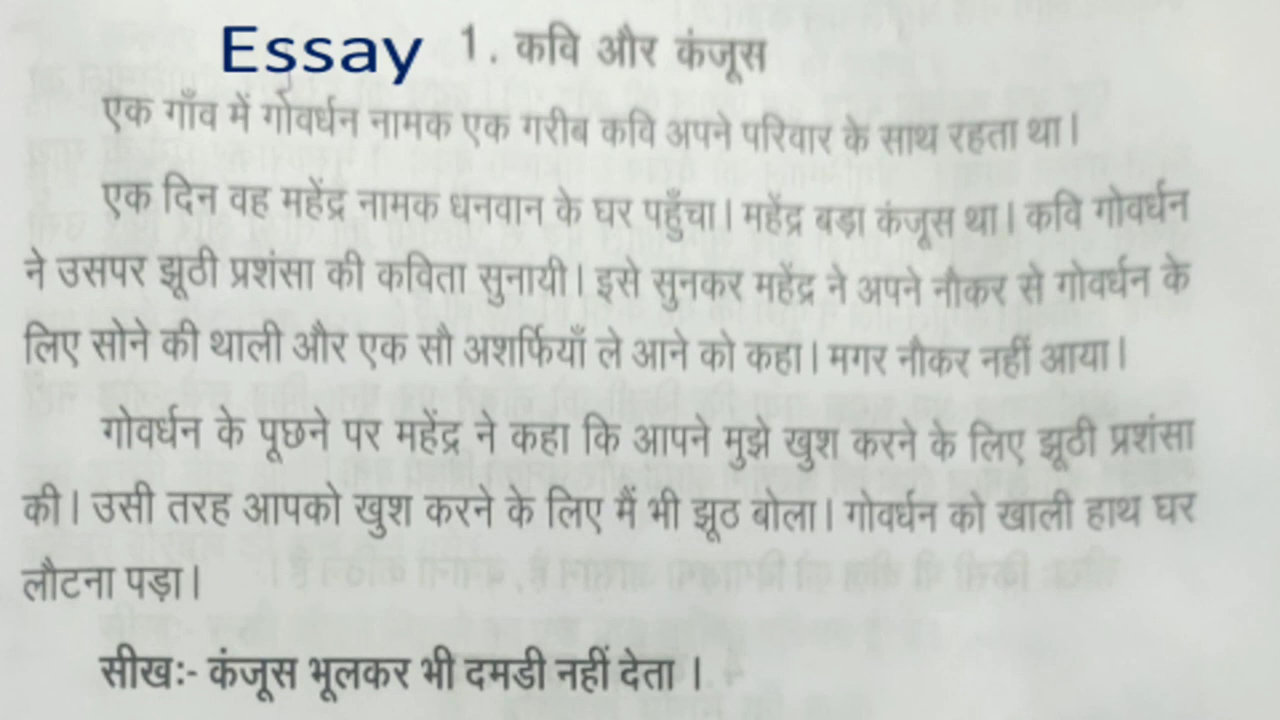 Essay 1. कवि और कंजूस
एक गाँव में गोवर्धन नामक एक गरीब कवि अपने परिवार के साथ रहता था।
एक दिन वह महेंद्र नामक धनवान के घर पहुँचा। महेंद्र बड़ा कंजूस था। कवि गोवर्धन
ने उसपर झूठी प्रशंसा की कविता सुनायी। इसे सुनकर महेंद्र ने अपने नौकर से गोवर्धन के
लिए सोने की थाली और एक सौ अशर्फियाँ ले आने को कहा। मगर नौकर नहीं आया।
गोवर्धन के पूछने पर महेंद्र ने कहा कि आपने मुझे खुश करने के लिए झूठी प्रशंसा
की। उसी तरह आपको खुश करने के लिए मैं भी झूठ बोला। गोवर्धन को खाली हाथ घर
लौटना पड़ा।
सीखः- कंजूस भूलकर भी दमडी नहीं देता ।